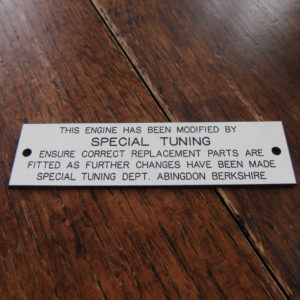 THIS ENGINE HAS BEEN MODIFIED BY
SPECIAL TUNING
ENSURE CORRECT REPLACEMENT PARTS ARE
FITTED AS FURTHER CHANGES HAVE BEEN MADE
SPECIAL TUNING DEPT. ABINGDON BERKSHIRE